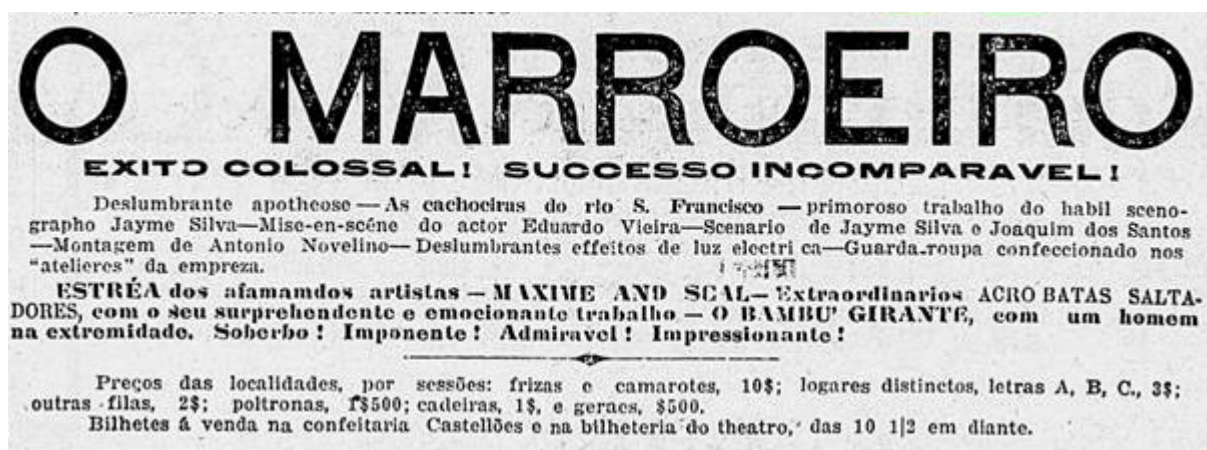 O MARROEIRO
EXITO COLOSSAL! SUCCESSO INCOMPARAVEL!
Deslumbrante apotheose — As cachoeiras do rio S. Francisco — primoroso trabalho do habil sceno-
grapho Jayme Silva—Mise-en-scéne do actor Eduardo Vieira—Scenario de Jayme Silva e Joaquim dos Santos
—Montagem de Antonio Novelino—Deslumbrantes effeitos de luz electri ca—Guarda-roupa confeccionado nos
"atelieres" da empreza.
ESTRÉA dos afamamdos artistas — MAXIME AND SCAL— Extraordinarios ACRO BATAS SALTA-
DORES, com o seu surprehendente e emocionante trabalho — O BAMBU' GIRANTE, com um homem
na extremidade. Soberbo! Imponente! Admiravel! Impressionante!
Preços das localidades, por sessões: frizas e camarotes, 10$; logares distinctos, letras A, B, C., 3$;
outras filas, 2$; poltronas, 1$500; cadeiras, 1$, e geraes, $500.
Bilhetes á venda na confeitaria Castellões e na bilheteria do theatro, das 10 1|2 em diante.